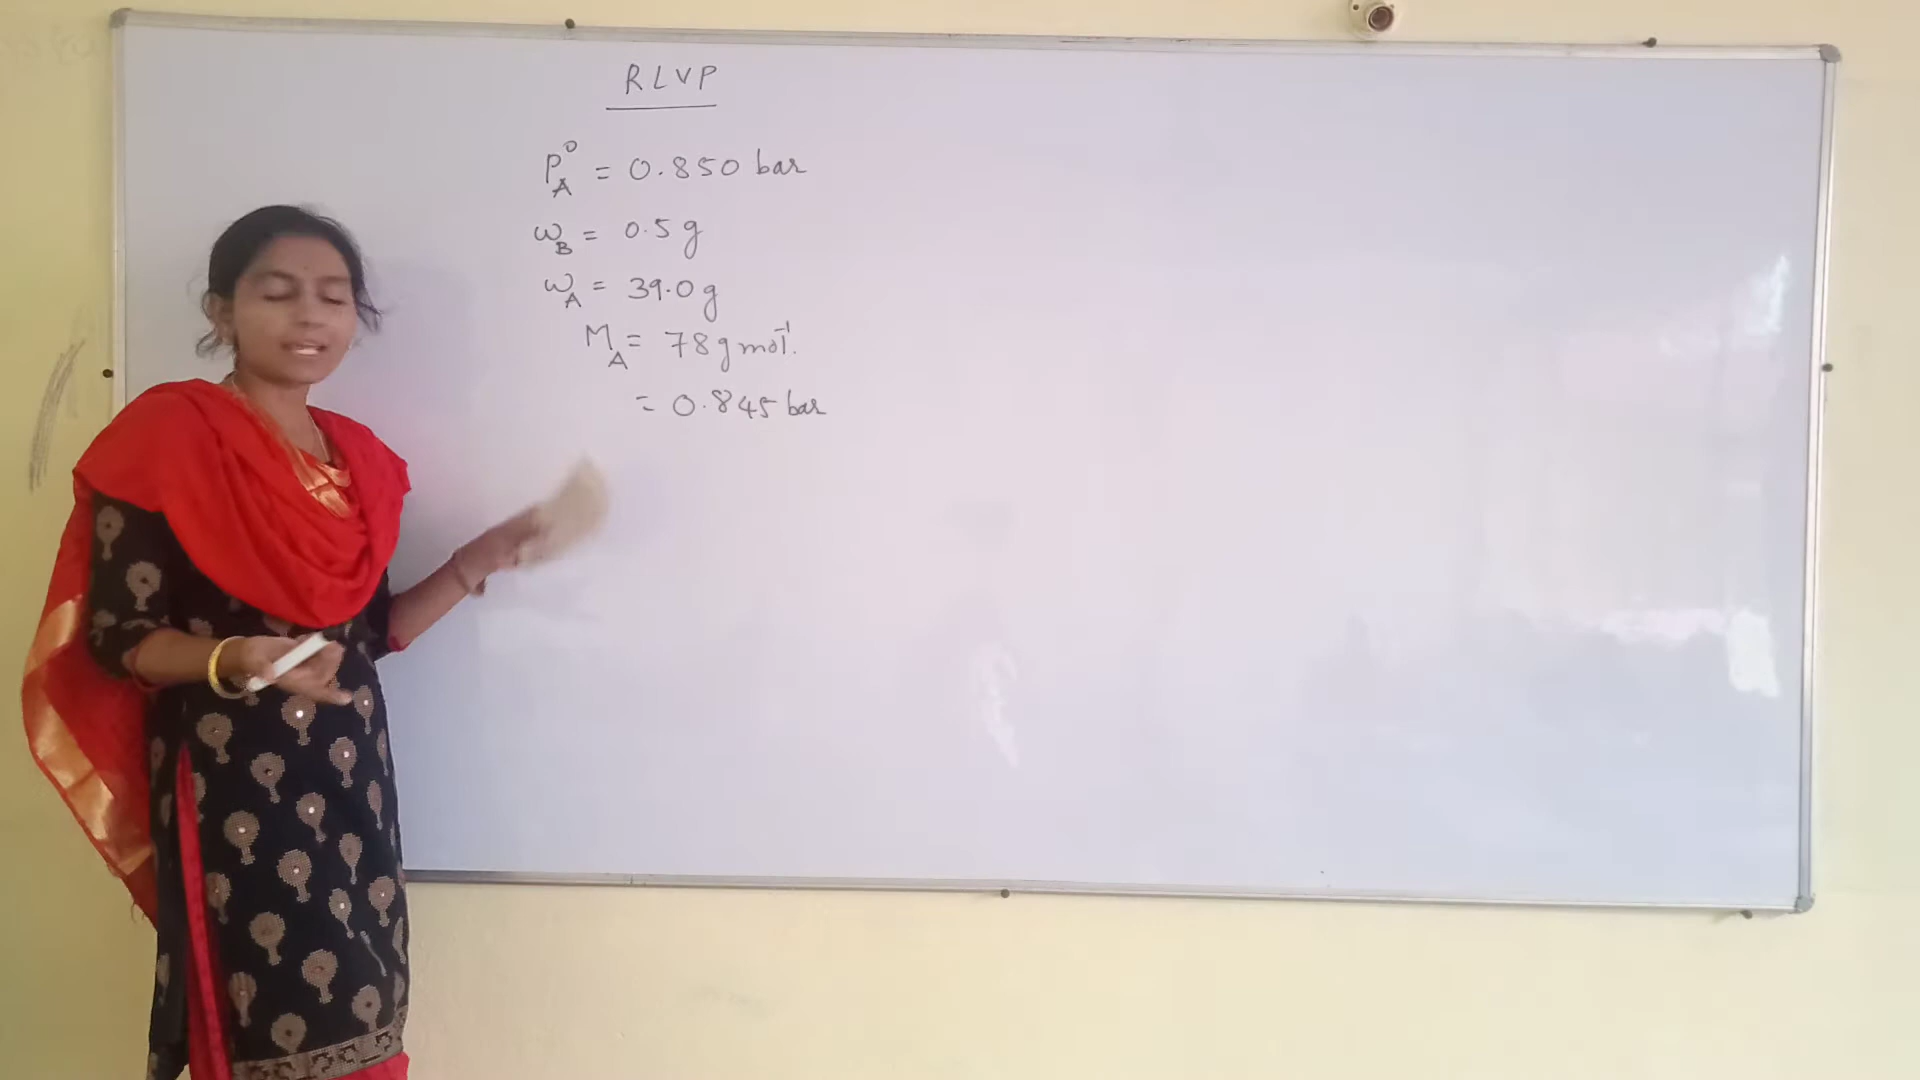 RLVP
P°A = 0.850 bar
wB = 0.5 g
wA = 39.0 g
MA = 78 g mol⁻¹.
= 0.845 bar